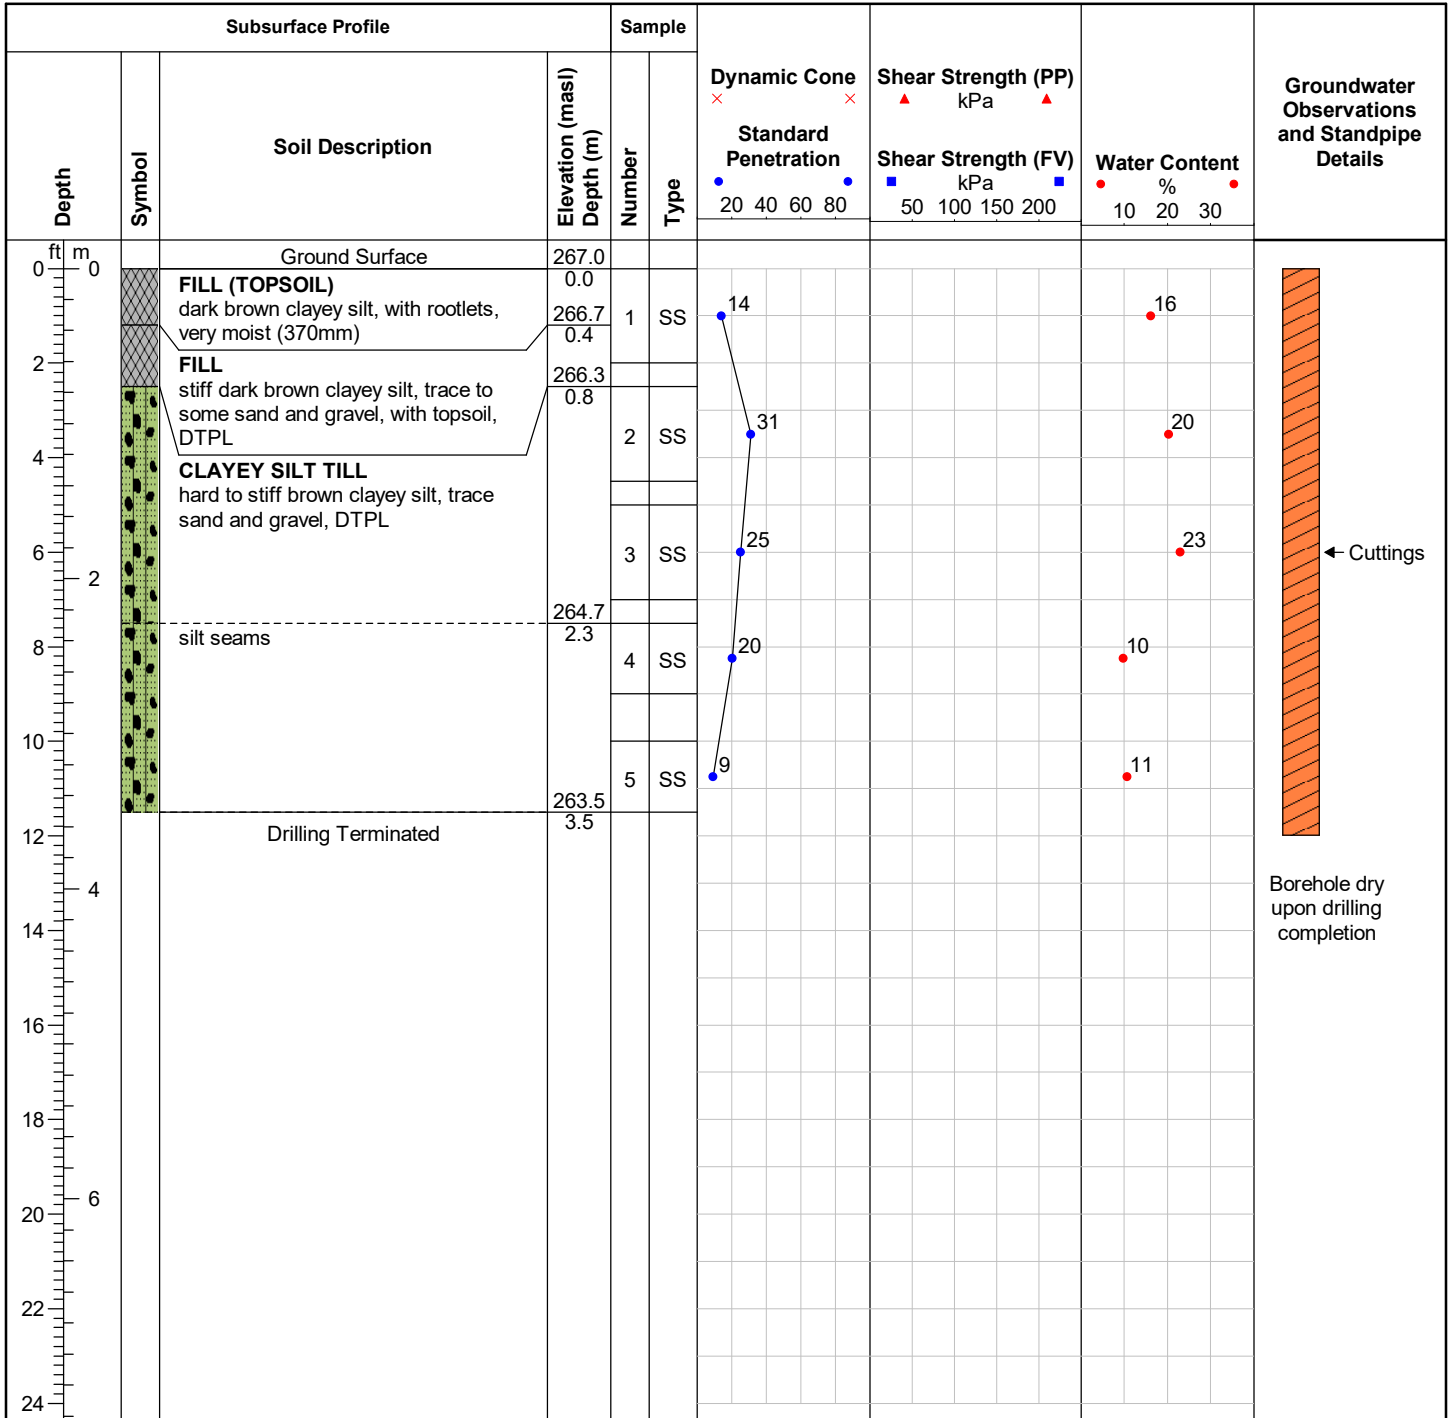 Subsurface Profile
Sample
Depth
Symbol
Soil Description
Elevation (masl)
Depth (m)
Number
Type
Dynamic Cone
Standard
Penetration
20 40 60 80
Shear Strength (PP)
kPa
Shear Strength (FV)
kPa
50 100 150 200
Water Content
%
10 20 30
Groundwater
Observations
and Standpipe
Details
ft m
Ground Surface
267.0
0 0
0.0
FILL (TOPSOIL)
dark brown clayey silt, with rootlets,
very moist (370mm)
266.7
0.4
1 SS
14
16
2
FILL
stiff dark brown clayey silt, trace to
some sand and gravel, with topsoil,
DTPL
266.3
0.8
2 SS
31
20
4
CLAYEY SILT TILL
hard to stiff brown clayey silt, trace
sand and gravel, DTPL
3 SS
25
23
6
2
Cuttings
264.7
2.3
silt seams
8
4 SS
20
10
10
5 SS
9
11
263.5
3.5
Drilling Terminated
12
4
Borehole dry
upon drilling
completion
14
16
18
6
20
22
24